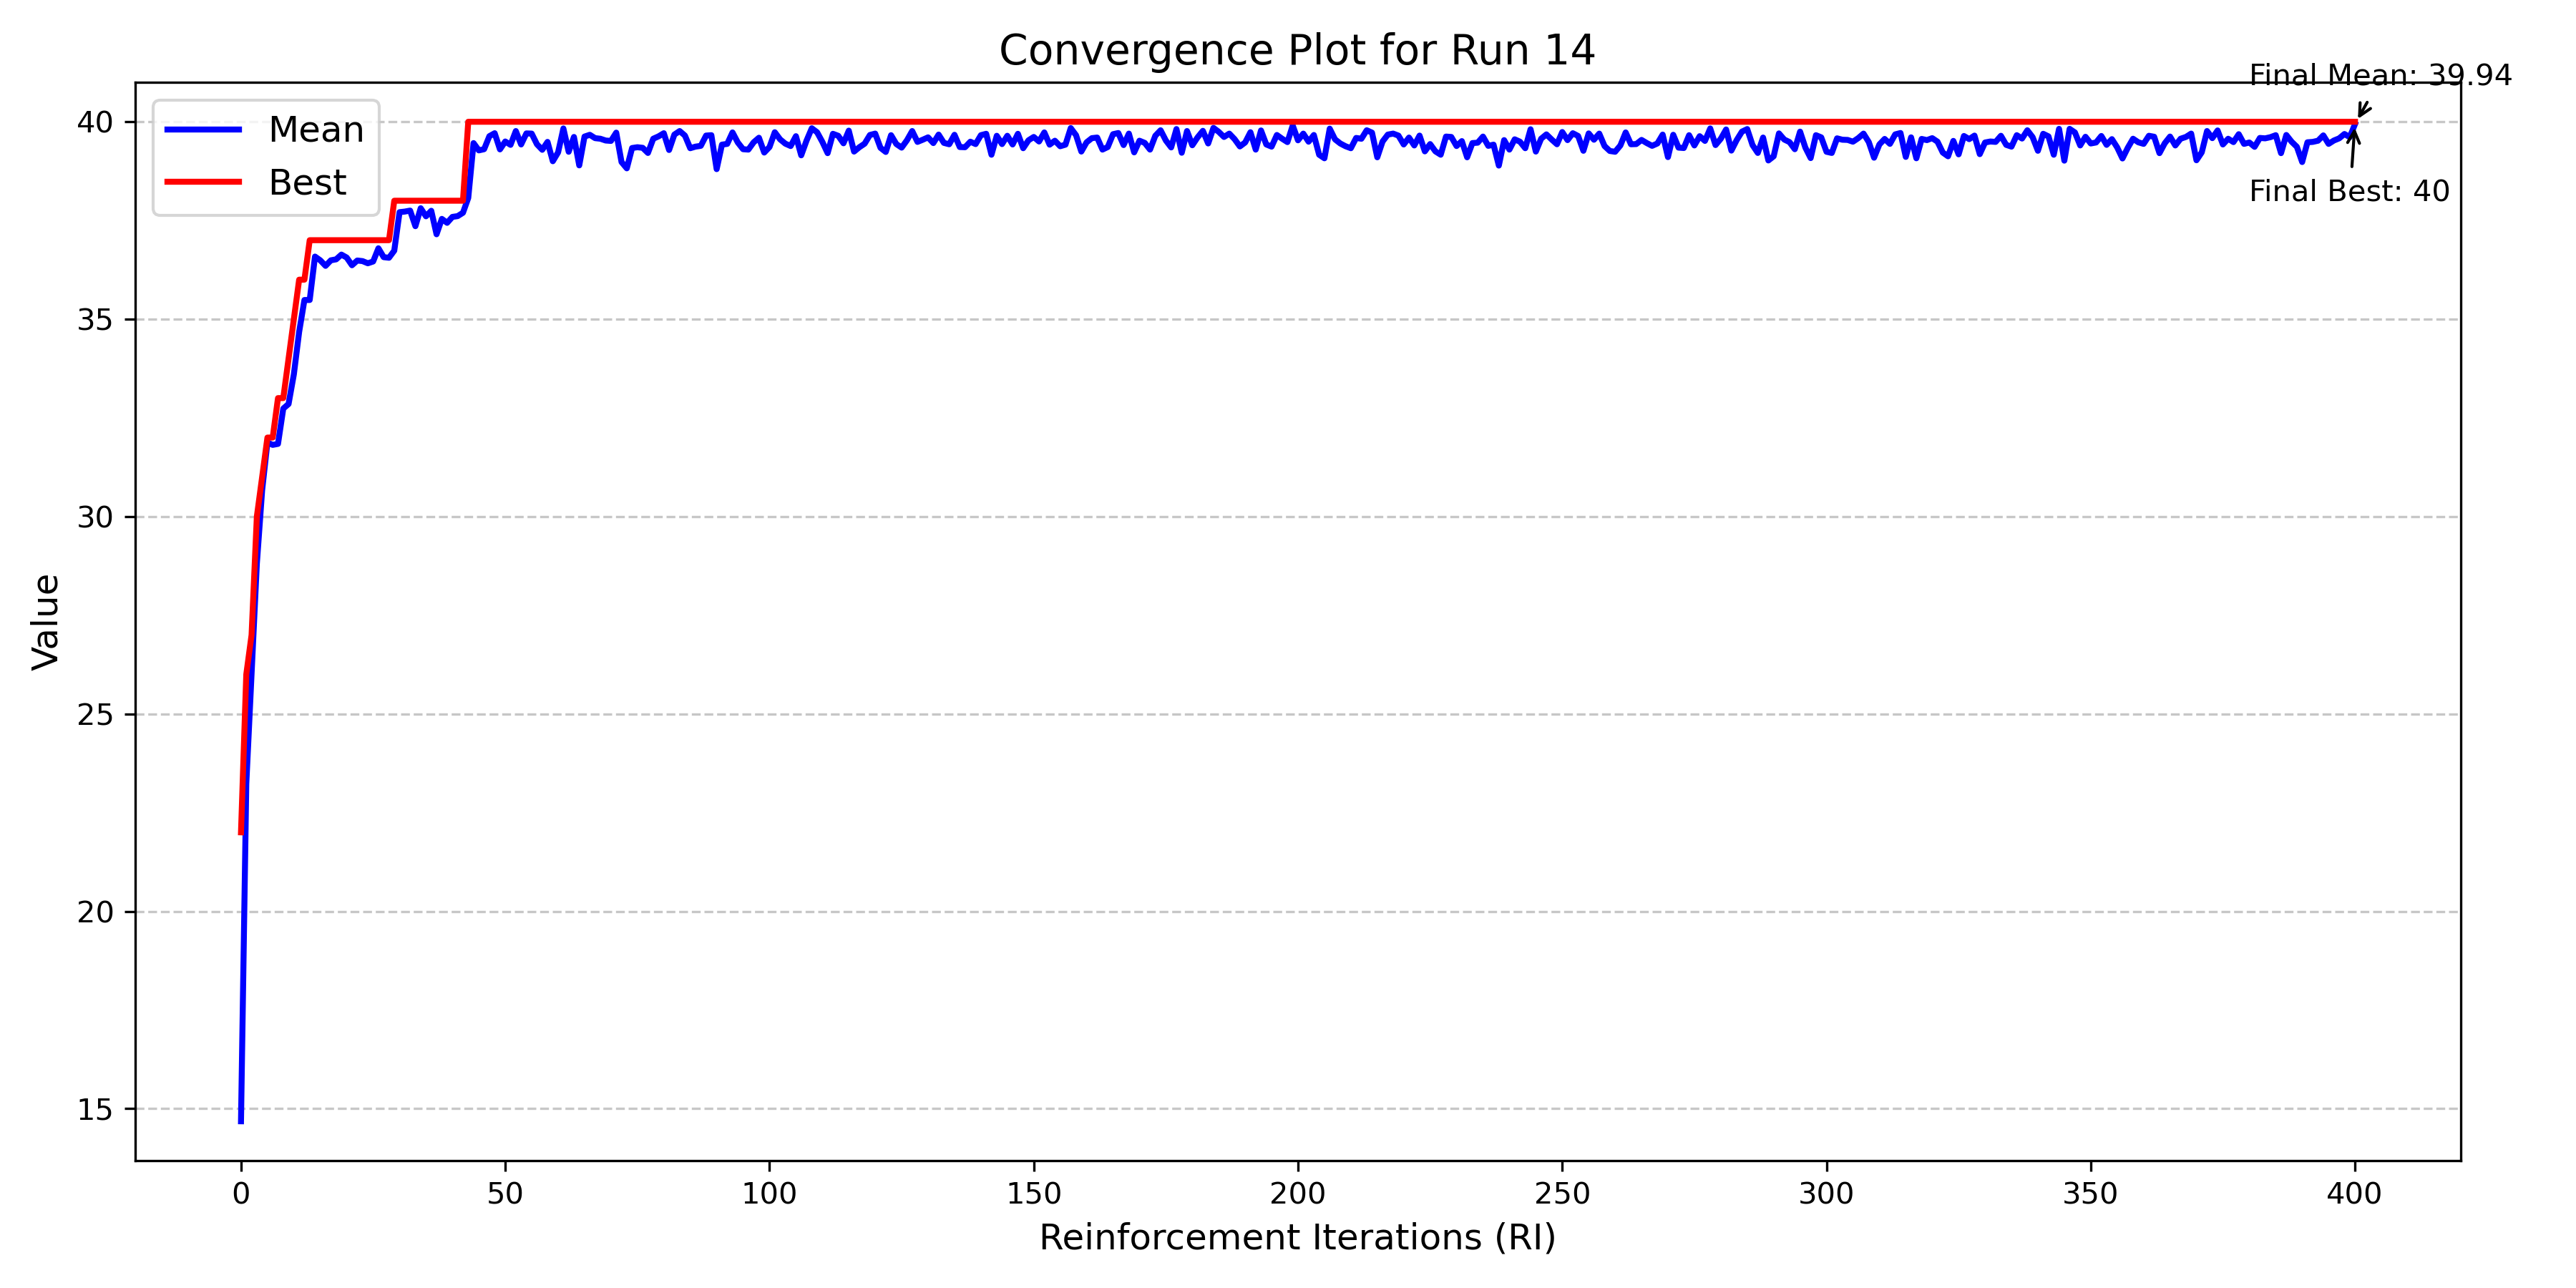 Convergence Plot for Run 14
Final Mean: 39.94
Mean
Best
Final Best: 40
40
35
30
25
20
15
Value
0 50 100 150 200 250 300 350 400
Reinforcement Iterations (RI)